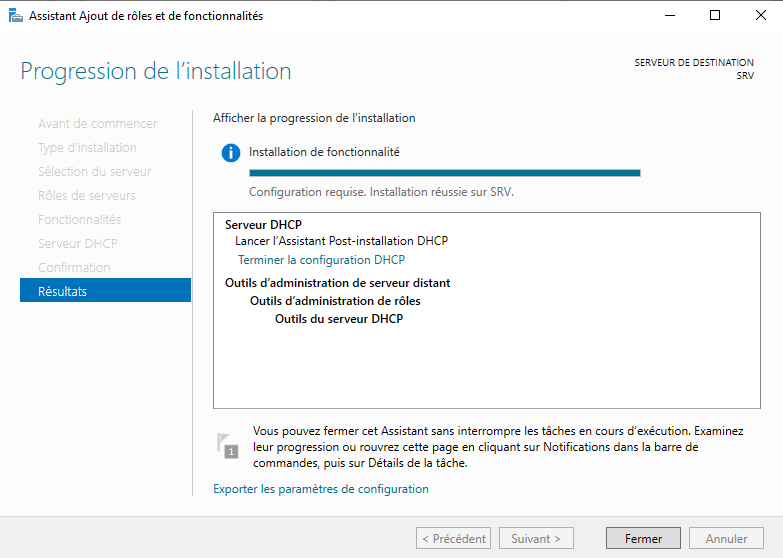 Assistant Ajout de rôles et de fonctionnalités
Progression de l'installation
SERVEUR DE DESTINATION
SRV
Avant de commencer
Type d'installation
Sélection du serveur
Rôles de serveurs
Fonctionnalités
Serveur DHCP
Confirmation
Résultats
Afficher la progression de l'installation
Installation de fonctionnalité
Configuration requise. Installation réussie sur SRV.
Serveur DHCP
Lancer l'Assistant Post-installation DHCP
Terminer la configuration DHCP
Outils d'administration de serveur distant
Outils d'administration de rôles
Outils du serveur DHCP
1
Vous pouvez fermer cet Assistant sans interrompre les tâches en cours d'exécution. Examinez
leur progression ou rouvrez cette page en cliquant sur Notifications dans la barre de
commandes, puis sur Détails de la tâche.
Exporter les paramètres de configuration
< Précédent
Suivant >
Fermer
Annuler